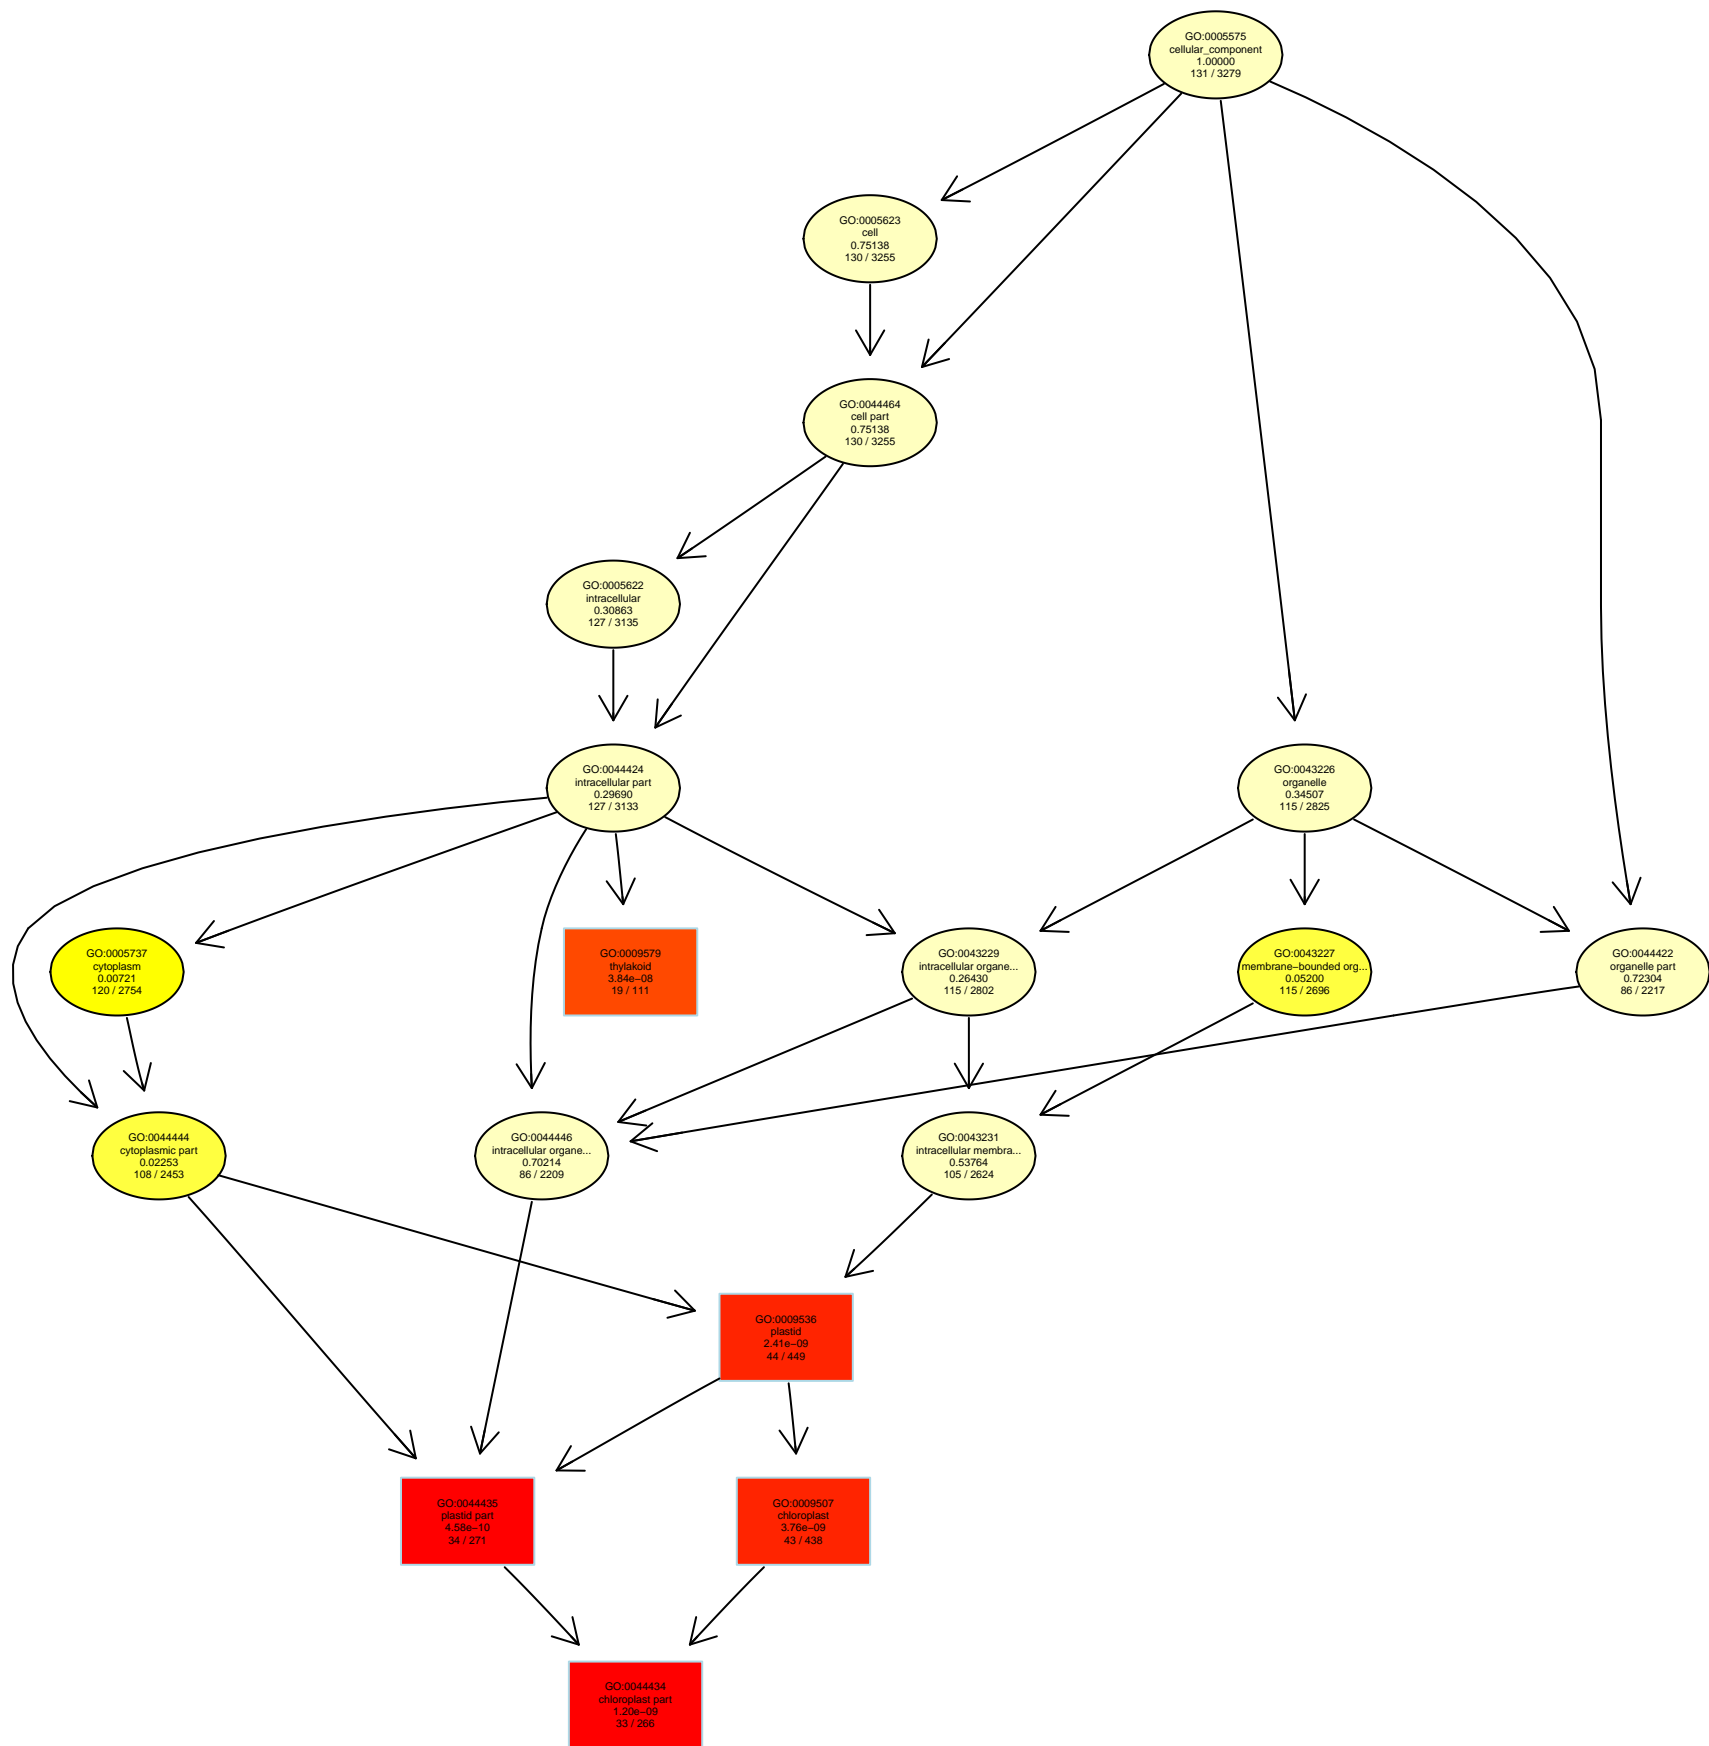 GO:0005575
cellular_component
1.00000
131 / 3279
GO:0005623
cell
0.75138
130 / 3255
GO:0044464
cell part
0.75138
130 / 3255
GO:0005622
intracellular
0.30863
127 / 3135
GO:0044424
intracellular part
0.29690
127 / 3133
GO:0043226
organelle
0.34507
115 / 2825
GO:0005737
cytoplasm
0.00721
120 / 2754
GO:0009579
thylakoid
3.84e−08
19 / 111
GO:0043229
intracellular organe...
0.26430
115 / 2802
GO:0043227
membrane−bounded org...
0.05200
115 / 2696
GO:0044422
organelle part
0.72304
86 / 2217
GO:0044444
cytoplasmic part
0.02253
108 / 2453
GO:0044446
intracellular organe...
0.70214
86 / 2209
GO:0043231
intracellular membra...
0.53764
105 / 2624
GO:0009536
plastid
2.41e−09
44 / 449
GO:0044435
plastid part
4.58e−10
34 / 271
GO:0009507
chloroplast
3.76e−09
43 / 438
GO:0044434
chloroplast part
1.20e−09
33 / 266